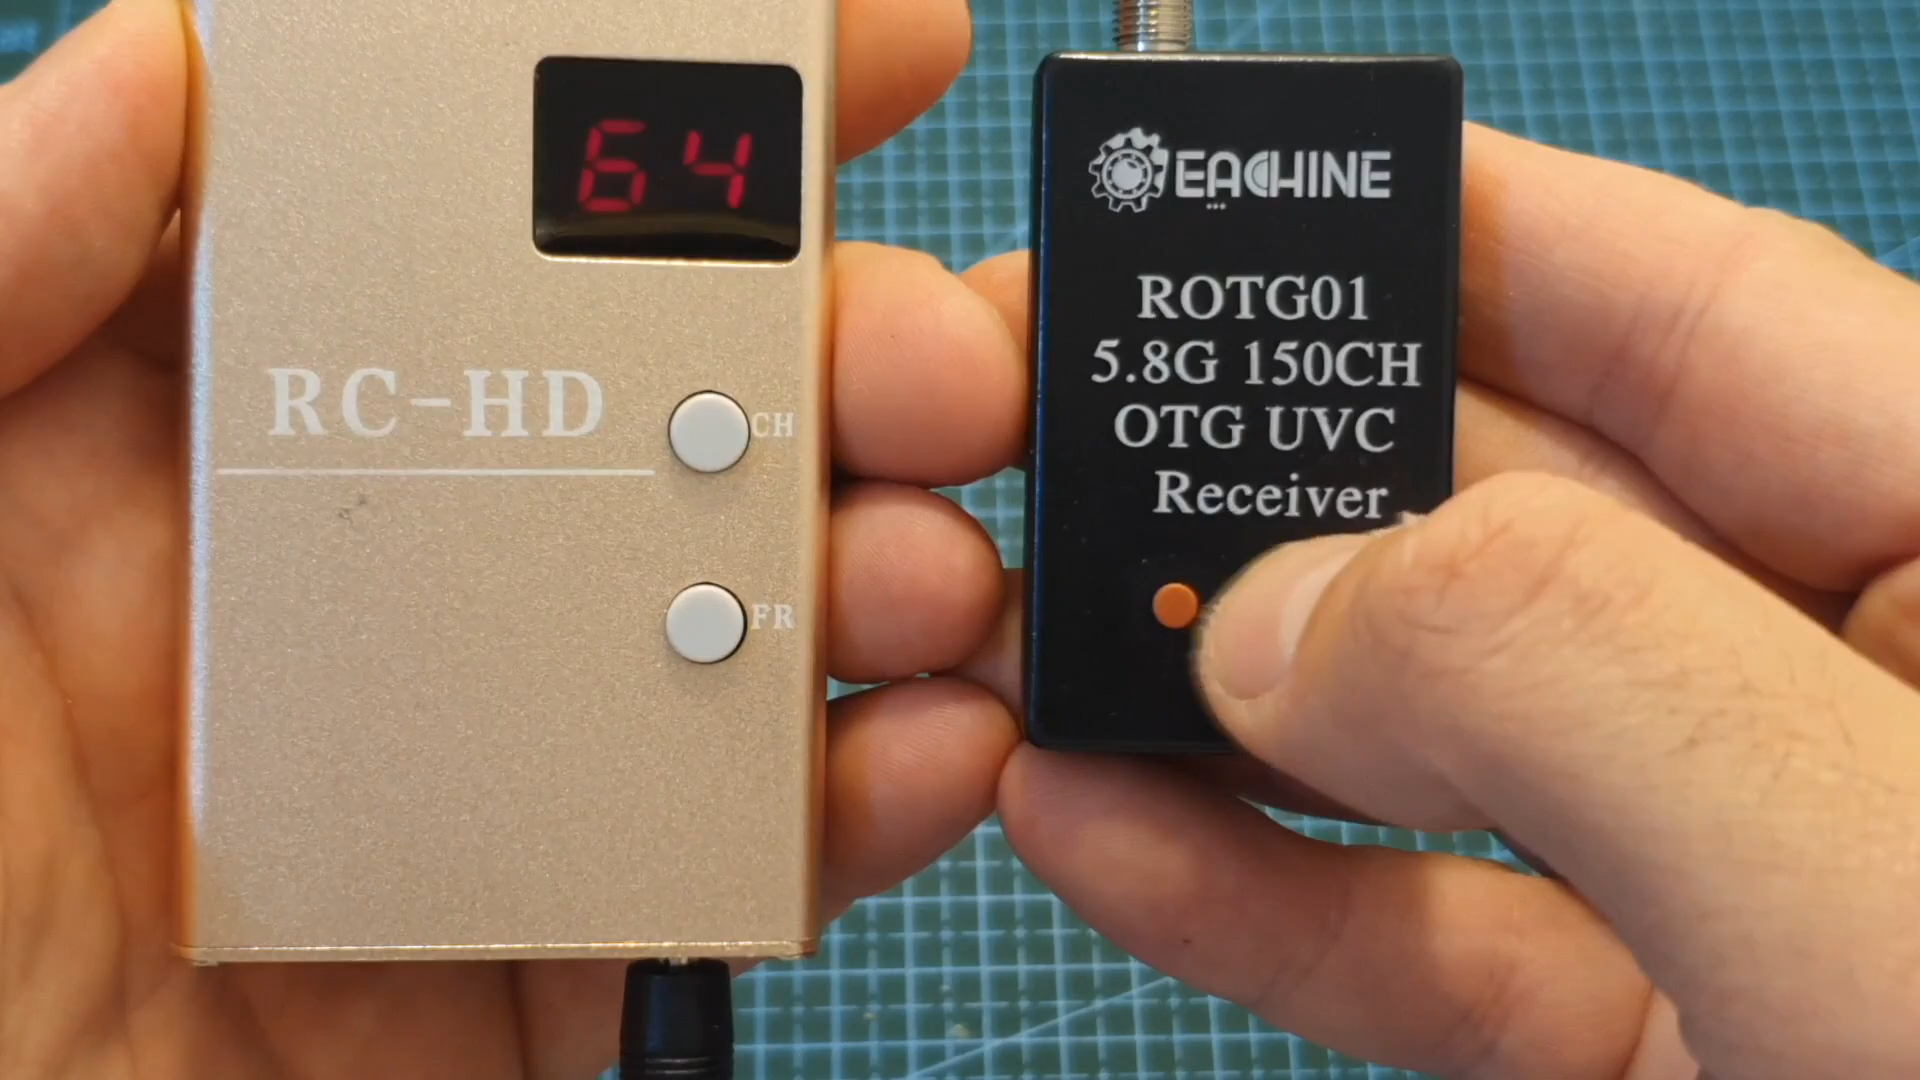 64
RC-HD
CH
FR
EACHINE
ROTG01
5.8G 150CH
OTG UVC
Receiver